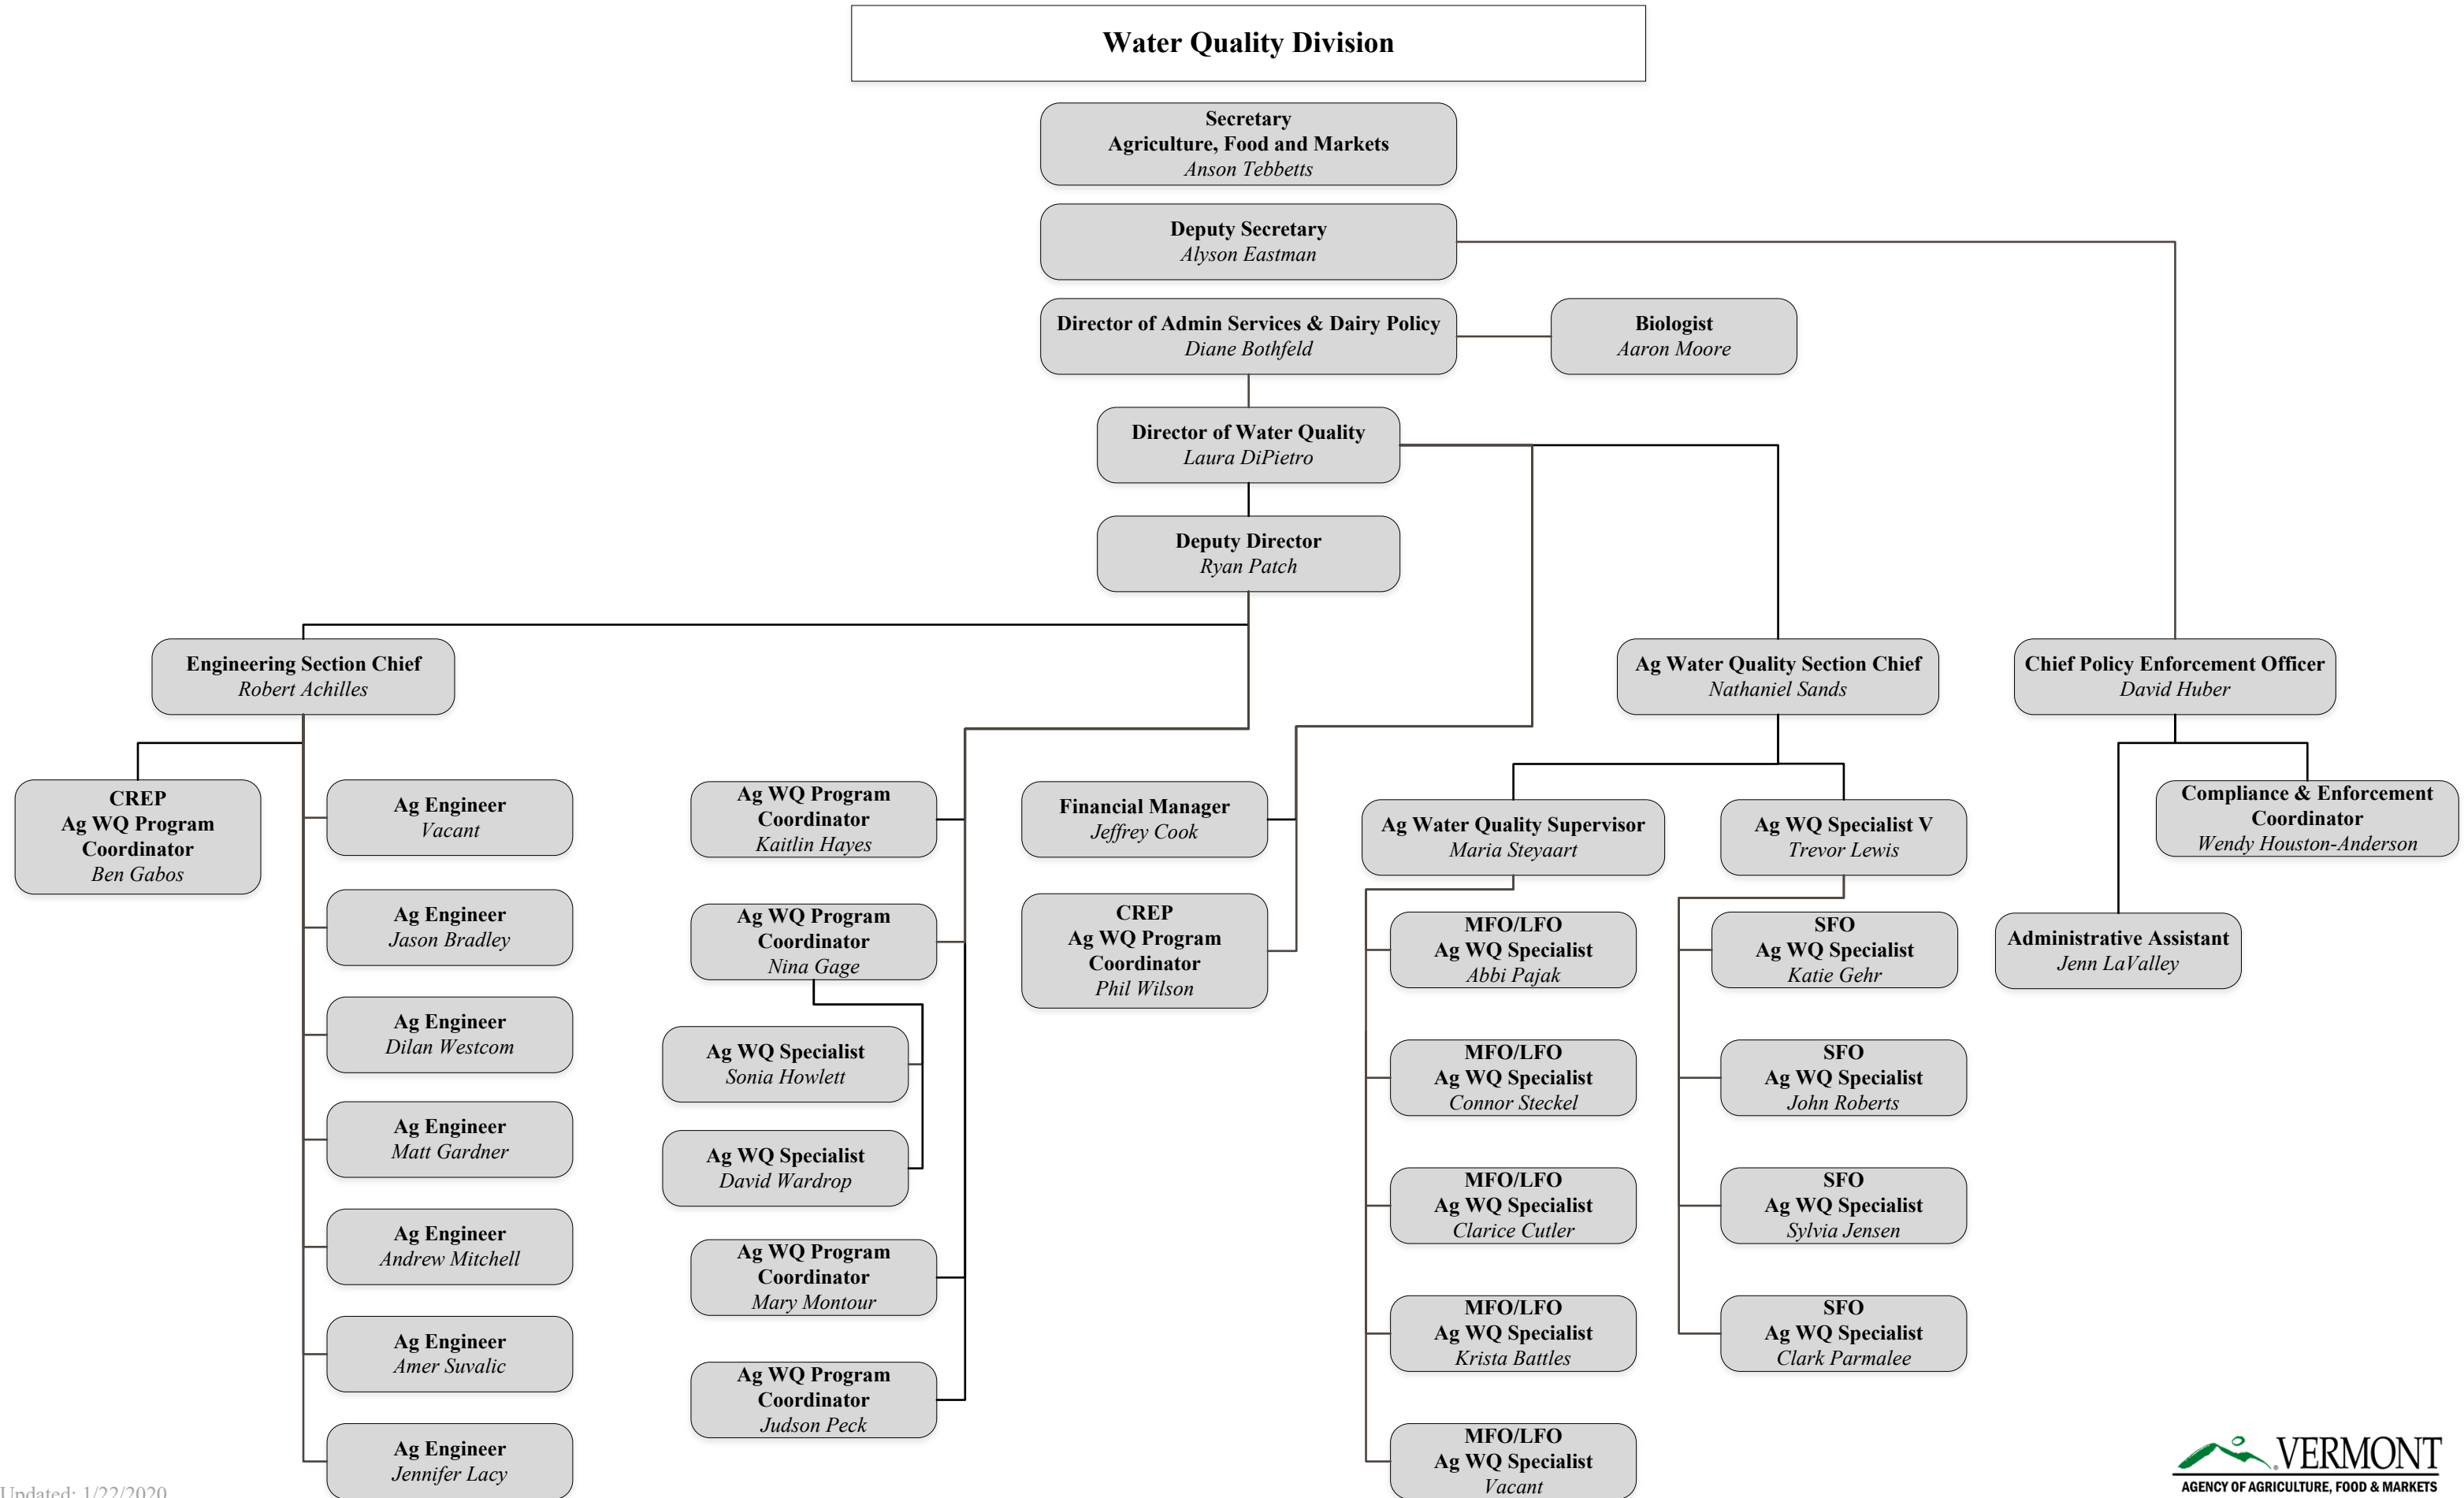 Water Quality Division
Secretary
Agriculture, Food and Markets
Anson Tebbetts
Deputy Secretary
Alyson Eastman
Director of Admin Services & Dairy Policy
Diane Bothfeld
Biologist
Aaron Moore
Director of Water Quality
Laura DiPietro
Deputy Director
Ryan Patch
Engineering Section Chief
Robert Achilles
Ag Water Quality Section Chief
Nathaniel Sands
Chief Policy Enforcement Officer
David Huber
CREP
Ag WQ Program
Coordinator
Ben Gabos
Ag Engineer
Vacant
Ag Engineer
Jason Bradley
Ag Engineer
Dilan Westcom
Ag Engineer
Matt Gardner
Ag Engineer
Andrew Mitchell
Ag Engineer
Amer Suvalic
Ag Engineer
Jennifer Lacy
Ag WQ Program
Coordinator
Kaitlin Hayes
Ag WQ Program
Coordinator
Nina Gage
Ag WQ Specialist
Sonia Howlett
Ag WQ Specialist
David Wardrop
Ag WQ Program
Coordinator
Mary Montour
Ag WQ Program
Coordinator
Judson Peck
Financial Manager
Jeffrey Cook
CREP
Ag WQ Program
Coordinator
Phil Wilson
Ag Water Quality Supervisor
Maria Steyaart
MFO/LFO
Ag WQ Specialist
Abbi Pajak
MFO/LFO
Ag WQ Specialist
Connor Steckel
MFO/LFO
Ag WQ Specialist
Clarice Cutler
MFO/LFO
Ag WQ Specialist
Krista Battles
MFO/LFO
Ag WQ Specialist
Vacant
Ag WQ Specialist V
Trevor Lewis
SFO
Ag WQ Specialist
Katie Gehr
SFO
Ag WQ Specialist
John Roberts
SFO
Ag WQ Specialist
Sylvia Jensen
SFO
Ag WQ Specialist
Clark Parmalee
Compliance & Enforcement
Coordinator
Wendy Houston-Anderson
Administrative Assistant
Jenn LaValley
Updated: 1/22/2020
VERMONT
AGENCY OF AGRICULTURE, FOOD & MARKETS